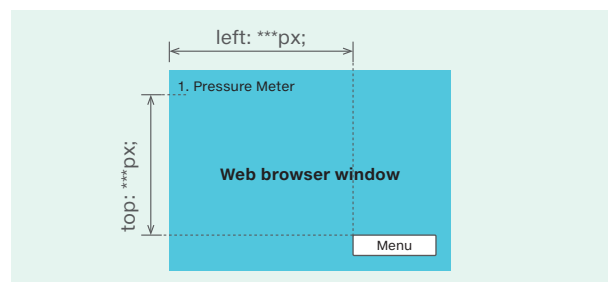 left: ***px;
1. Pressure Meter
top: ***px;
Web browser window
Menu